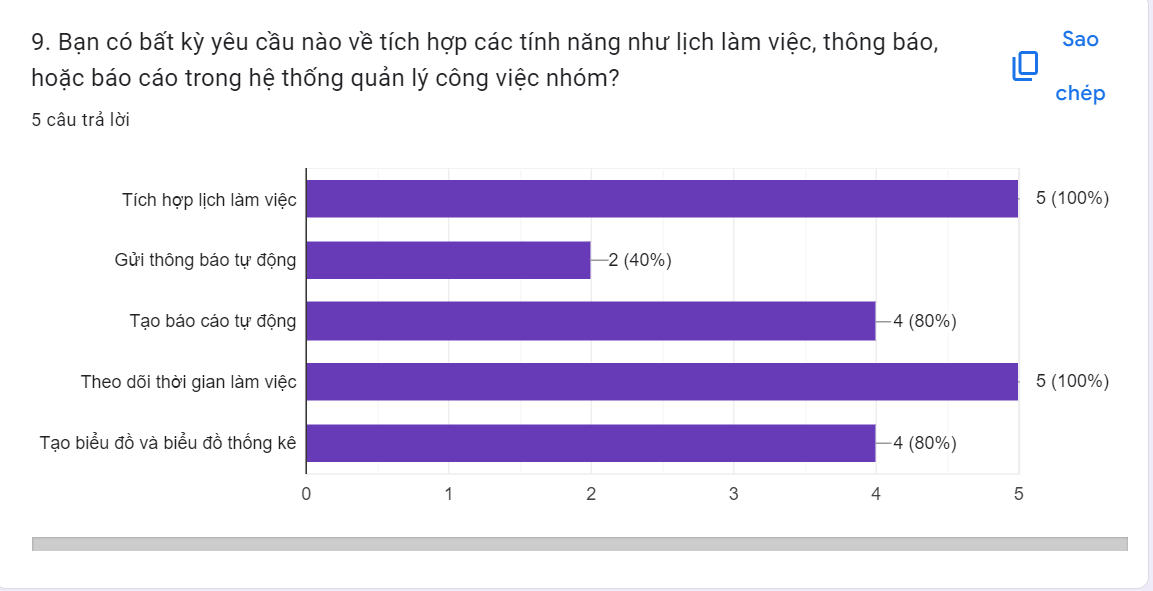 9. Bạn có bất kỳ yêu cầu nào về tích hợp các tính năng như lịch làm việc, thông báo,
hoặc báo cáo trong hệ thống quản lý công việc nhóm?
Sao
chép
5 câu trả lời
Tích hợp lịch làm việc
5 (100%)
Gửi thông báo tự động
2 (40%)
Tạo báo cáo tự động
4 (80%)
Theo dõi thời gian làm việc
5 (100%)
Tạo biểu đồ và biểu đồ thống kê
4 (80%)
0 1 2 3 4 5